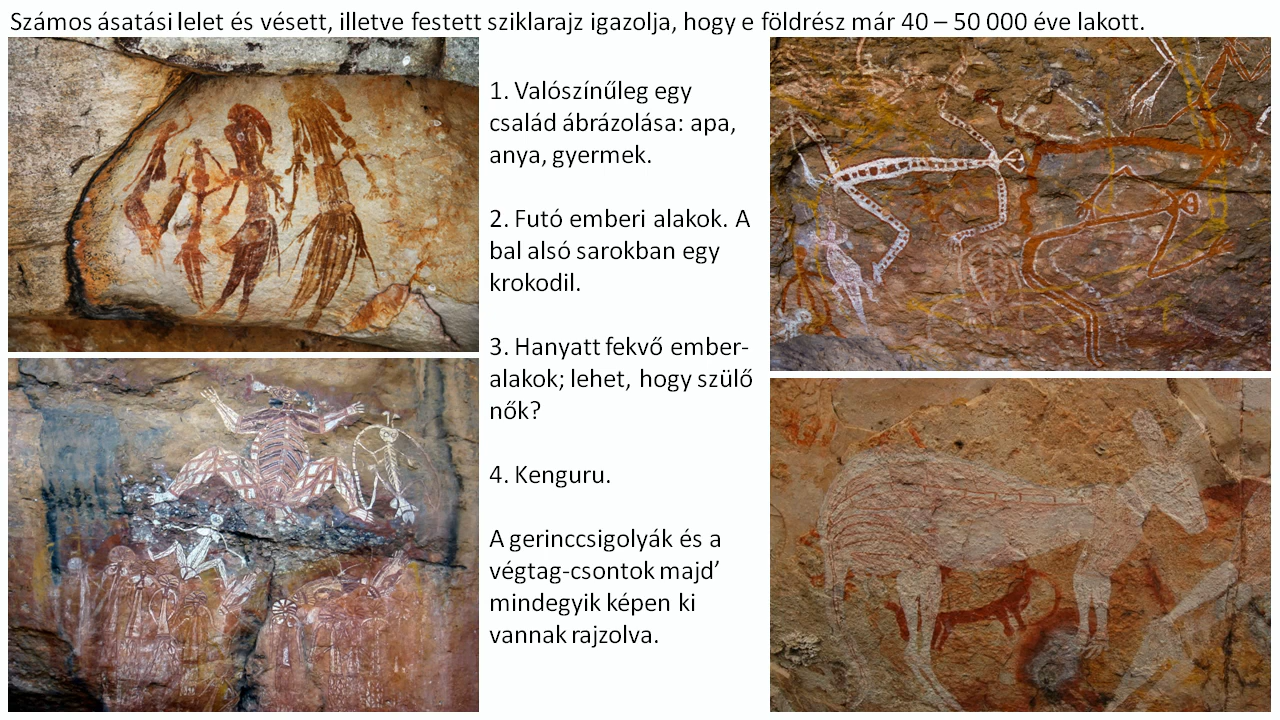 Számos ásatási lelet és vésett, illetve festett sziklarajz igazolja, hogy e földrész már 40 – 50 000 éve lakott.
1. Valószínűleg egy
család ábrázolása: apa,
anya, gyermek.
2. Futó emberi alakok. A
bal alsó sarokban egy
krokodil.
3. Hanyatt fekvő ember-
alakok; lehet, hogy szülő
nők?
4. Kenguru.
A gerinccsigolyák és a
végtag-csontok majd’
mindegyik képen ki
vannak rajzolva.